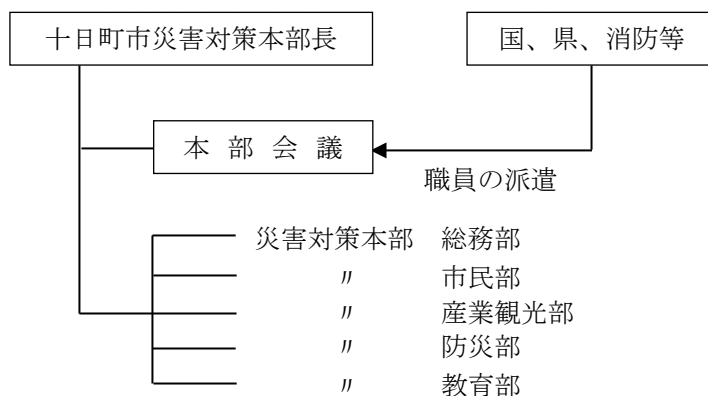 十日町市災害対策本部長
国、県、消防等
本部会議
職員の派遣
災害対策本部 総務部
〃 市民部
〃 産業観光部
〃 防災部
〃 教育部